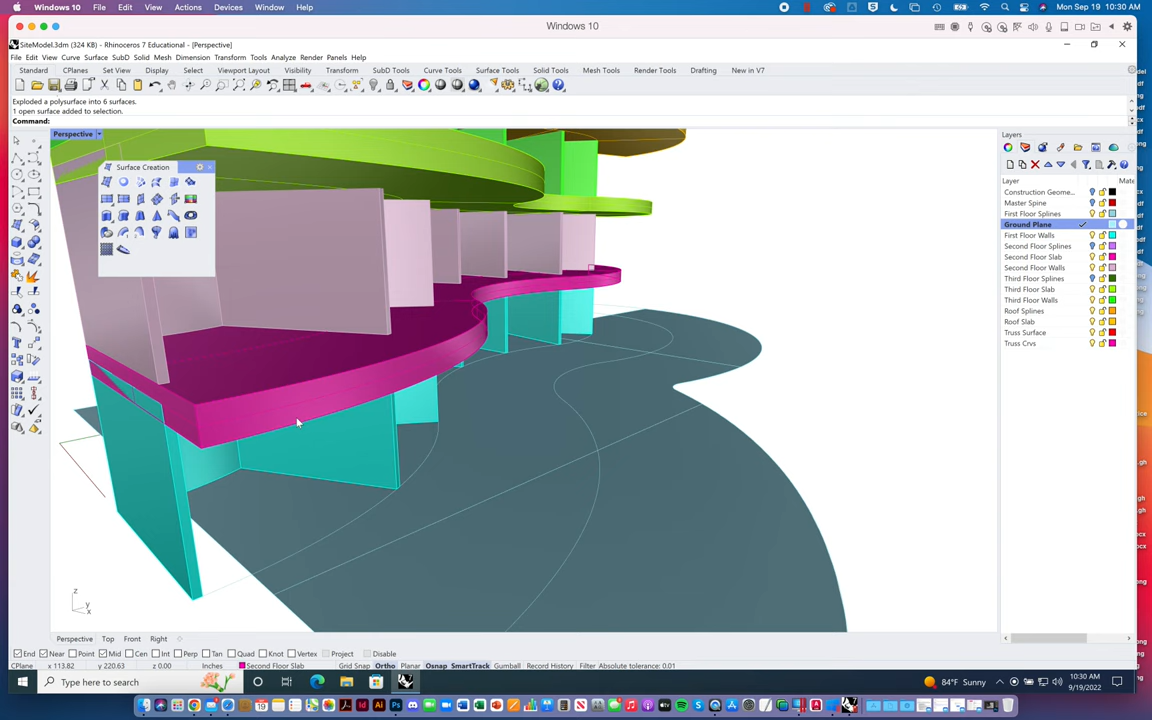 Windows 10 File Edit View Actions Devices Window Help Mon Sep 19 10:30 AM
Windows 10
SiteModel.3dm (324 KB) - Rhinoceros 7 Educational - [Perspective]
File Edit View Curve Surface SubD Solid Mesh Dimension Transform Tools Analyze Render Panels Help
Standard CPlanes Set View Display Select Viewport Layout Visibility Transform SubD Tools Curve Tools Surface Tools Solid Tools Mesh Tools Render Tools Drafting New in V7
Exploded a polysurface into 6 surfaces.
1 open surface added to selection.
Command:
Perspective
Surface Creation
Layers
Layer Mate
Construction Geome...
Master Spine
First Floor Splines
Ground Plane
First Floor Walls
Second Floor Splines
Second Floor Slab
Second Floor Walls
Third Floor Splines
Third Floor Slab
Third Floor Walls
Roof Splines
Roof Slab
Truss Surface
Truss Crvs
z
y
x
Perspective Top Front Right
End Near Point Mid Cen Int Perp Tan Quad Knot Vertex Project Disable
CPlane x 113.82 y 220.63 z 0.00 Inches Second Floor Slab Grid Snap Ortho Planar Osnap SmartTrack Gumball Record History Filter Absolute tolerance: 0.01
Type here to search
84°F Sunny
10:30 AM
9/19/2022